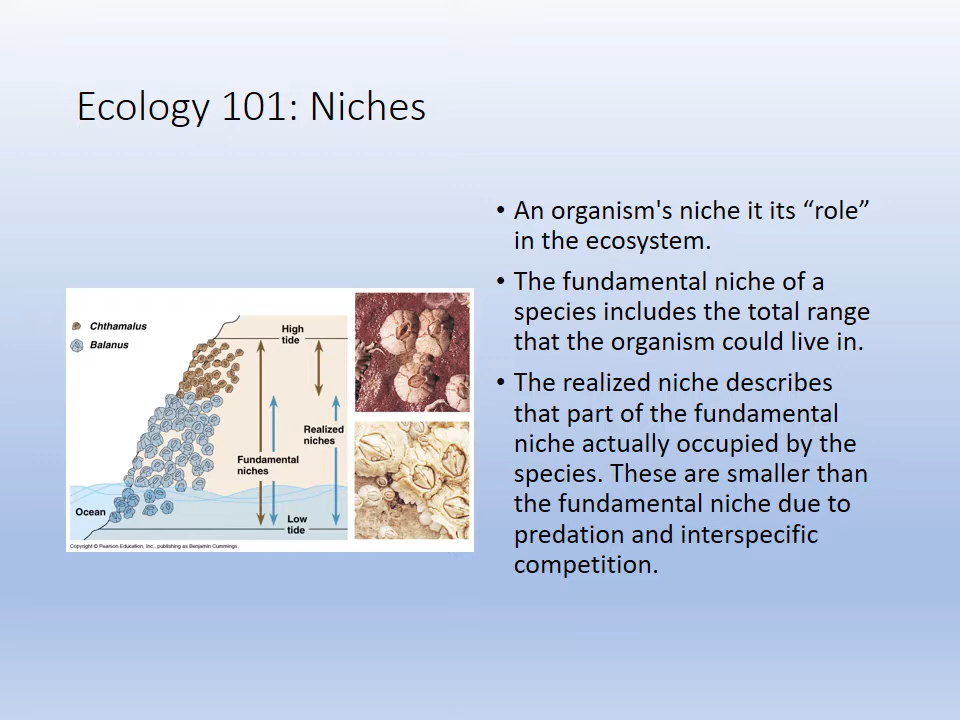 Ecology 101: Niches
• An organism's niche it its “role”
in the ecosystem.
• The fundamental niche of a
species includes the total range
that the organism could live in.
• The realized niche describes
that part of the fundamental
niche actually occupied by the
species. These are smaller than
the fundamental niche due to
predation and interspecific
competition.
Chthamalus
Balanus
High
tide
Realized
niches
Fundamental
niches
Ocean
Low
tide
Copyright © Pearson Education, Inc., publishing as Benjamin Cummings.